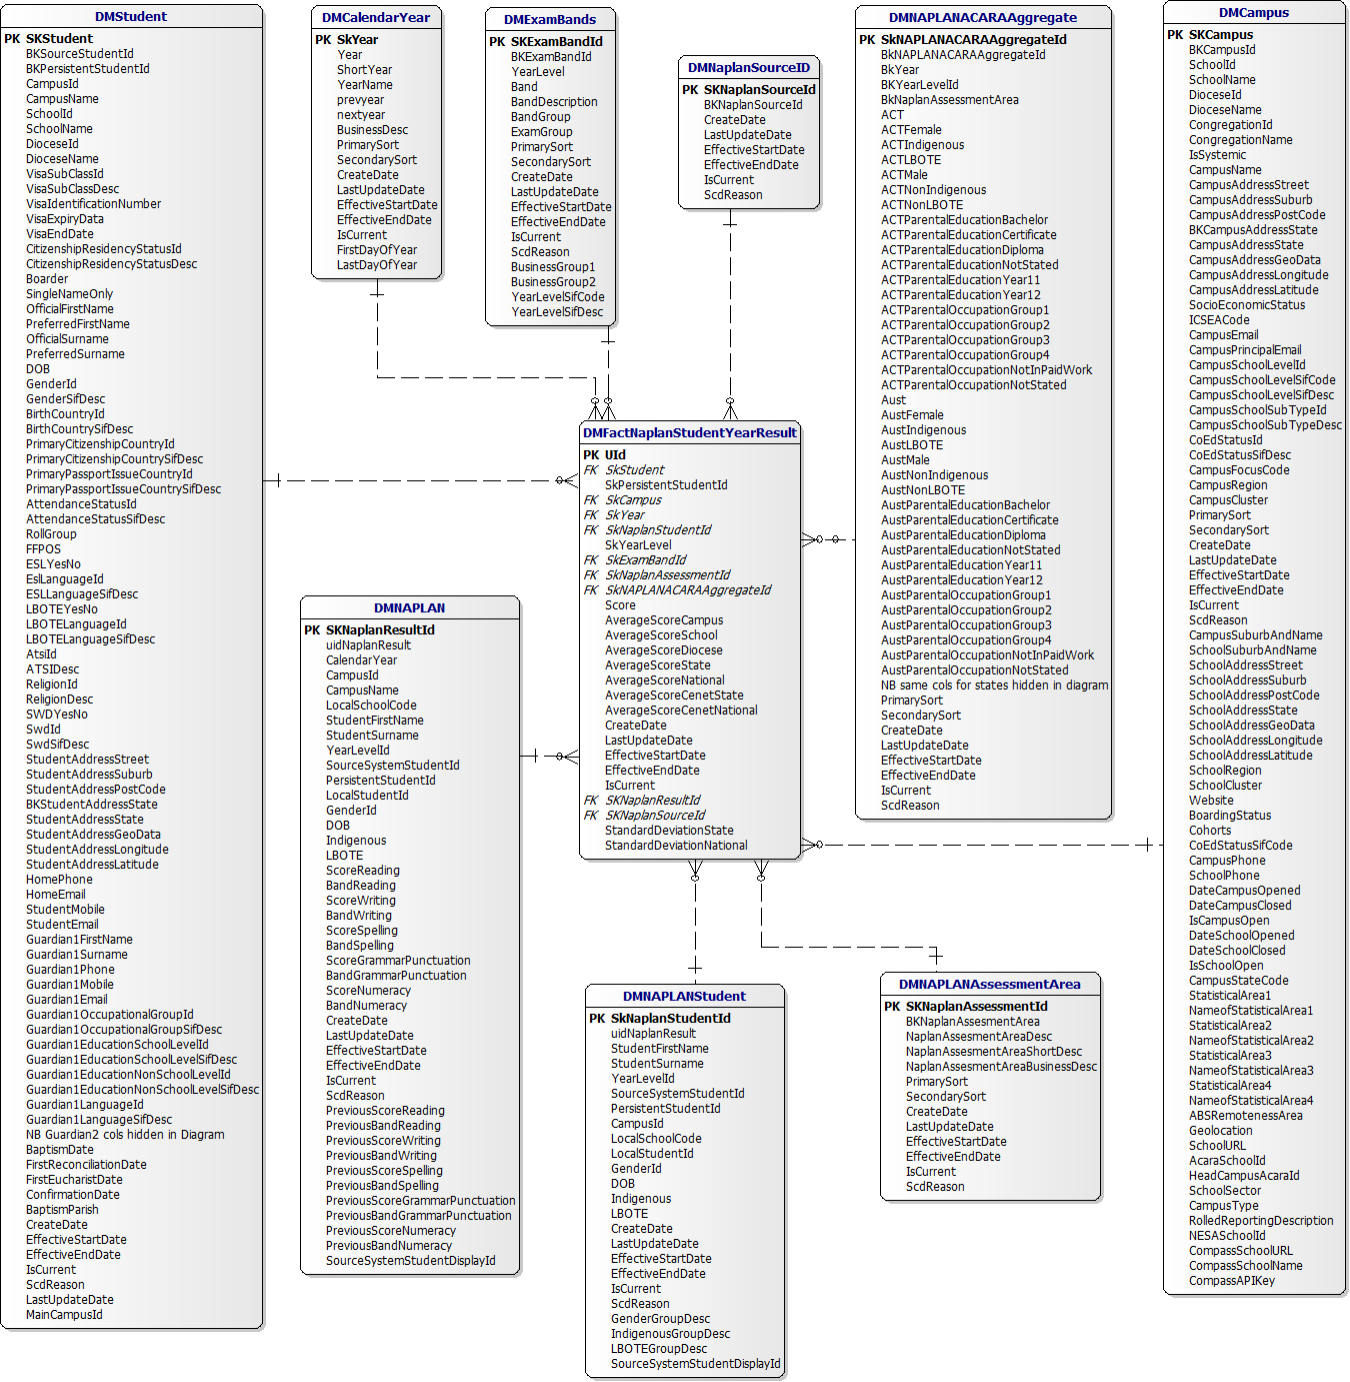 DMStudent
PK SKStudent
BKSourceStudentId
BKPersistentStudentId
CampusId
CampusName
SchoolId
SchoolName
DioceseId
DioceseName
VisaSubClassId
VisaSubClassDesc
VisaIdentificationNumber
VisaExpiryData
VisaEndDate
CitizenshipResidencyStatusId
CitizenshipResidencyStatusDesc
Boarder
SingleNameOnly
OfficialFirstName
PreferredFirstName
OfficialSurname
PreferredSurname
DOB
GenderId
GenderSifDesc
BirthCountryId
BirthCountrySifDesc
PrimaryCitizenshipCountryId
PrimaryCitizenshipCountrySifDesc
PrimaryPassportIssueCountryId
PrimaryPassportIssueCountrySifDesc
AttendanceStatusId
AttendanceStatusSifDesc
RollGroup
FFPOS
ESLYesNo
EslLanguageId
ESLLanguageSifDesc
LBOTEYesNo
LBOTELanguageId
LBOTELanguageSifDesc
AtsiId
ATSIDesc
ReligionId
ReligionDesc
SWDYesNo
SwdId
SwdSifDesc
StudentAddressStreet
StudentAddressSuburb
StudentAddressPostCode
BKStudentAddressState
StudentAddressState
StudentAddressGeoData
StudentAddressLongitude
StudentAddressLatitude
HomePhone
HomeEmail
StudentMobile
StudentEmail
Guardian1FirstName
Guardian1Surname
Guardian1Phone
Guardian1Mobile
Guardian1Email
Guardian1OccupationalGroupId
Guardian1OccupationalGroupSifDesc
Guardian1EducationSchoolLevelId
Guardian1EducationSchoolLevelSifDesc
Guardian1EducationNonSchoolLevelId
Guardian1EducationNonSchoolLevelSifDesc
Guardian1LanguageId
Guardian1LanguageSifDesc
NB Guardian2 cols hidden in Diagram
BaptismDate
FirstReconciliationDate
FirstEucharistDate
ConfirmationDate
BaptismParish
CreateDate
EffectiveStartDate
EffectiveEndDate
IsCurrent
ScdReason
LastUpdateDate
MainCampusId
DMCalendarYear
PK SkYear
Year
ShortYear
YearName
prevyear
nextyear
BusinessDesc
PrimarySort
SecondarySort
CreateDate
LastUpdateDate
EffectiveStartDate
EffectiveEndDate
IsCurrent
FirstDayOfYear
LastDayOfYear
DMExamBands
PK SKExamBandId
BKExamBandId
YearLevel
Band
BandDescription
BandGroup
ExamGroup
PrimarySort
SecondarySort
CreateDate
LastUpdateDate
EffectiveStartDate
EffectiveEndDate
IsCurrent
ScdReason
BusinessGroup1
BusinessGroup2
YearLevelSifCode
YearLevelSifDesc
DMNaplanSourceID
PK SKNaplanSourceId
BKNaplanSourceId
CreateDate
LastUpdateDate
EffectiveStartDate
EffectiveEndDate
IsCurrent
ScdReason
DMNAPLANACARAAggregate
PK SkNAPLANACARAAggregateId
BkNAPLANACARAAggregateId
BkYear
BKYearLevelId
BkNaplanAssessmentArea
ACT
ACTFemale
ACTIndigenous
ACTLBOTE
ACTMale
ACTNonIndigenous
ACTNonLBOTE
ACTParentalEducationBachelor
ACTParentalEducationCertificate
ACTParentalEducationDiploma
ACTParentalEducationNotStated
ACTParentalEducationYear11
ACTParentalEducationYear12
ACTParentalOccupationGroup1
ACTParentalOccupationGroup2
ACTParentalOccupationGroup3
ACTParentalOccupationGroup4
ACTParentalOccupationNotInPaidWork
ACTParentalOccupationNotStated
Aust
AustFemale
AustIndigenous
AustLBOTE
AustMale
AustNonIndigenous
AustNonLBOTE
AustParentalEducationBachelor
AustParentalEducationCertificate
AustParentalEducationDiploma
AustParentalEducationNotStated
AustParentalEducationYear11
AustParentalEducationYear12
AustParentalOccupationGroup1
AustParentalOccupationGroup2
AustParentalOccupationGroup3
AustParentalOccupationGroup4
AustParentalOccupationNotInPaidWork
AustParentalOccupationNotStated
NB same cols for states hidden in diagram
PrimarySort
SecondarySort
CreateDate
LastUpdateDate
EffectiveStartDate
EffectiveEndDate
IsCurrent
ScdReason
DMCampus
PK SKCampus
BKCampusId
SchoolId
SchoolName
DioceseId
DioceseName
CongregationId
CongregationName
IsSystemic
CampusName
CampusAddressStreet
CampusAddressSuburb
CampusAddressPostCode
BKCampusAddressState
CampusAddressState
CampusAddressGeoData
CampusAddressLongitude
CampusAddressLatitude
SocioEconomicStatus
ICSEACode
CampusEmail
CampusPrincipalEmail
CampusSchoolLevelId
CampusSchoolLevelSifCode
CampusSchoolLevelSifDesc
CampusSchoolSubTypeId
CampusSchoolSubTypeDesc
CoEdStatusId
CoEdStatusSifDesc
CampusFocusCode
CampusRegion
CampusCluster
PrimarySort
SecondarySort
CreateDate
LastUpdateDate
EffectiveStartDate
EffectiveEndDate
IsCurrent
ScdReason
CampusSuburbAndName
SchoolSuburbAndName
SchoolAddressStreet
SchoolAddressSuburb
SchoolAddressPostCode
SchoolAddressState
SchoolAddressGeoData
SchoolAddressLongitude
SchoolAddressLatitude
SchoolRegion
SchoolCluster
Website
BoardingStatus
Cohorts
CoEdStatusSifCode
CampusPhone
SchoolPhone
DateCampusOpened
DateCampusClosed
IsCampusOpen
DateSchoolOpened
DateSchoolClosed
IsSchoolOpen
CampusStateCode
StatisticalArea1
NameofStatisticalArea1
StatisticalArea2
NameofStatisticalArea2
StatisticalArea3
NameofStatisticalArea3
StatisticalArea4
NameofStatisticalArea4
ABSRemotenessArea
Geolocation
SchoolURL
AcaraSchoolId
HeadCampusAcaraId
SchoolSector
CampusType
RolledReportingDescription
NESASchoolId
CompassSchoolURL
CompassSchoolName
CompassAPIKey
DMFactNaplanStudentYearResult
PK UId
FK SkStudent
SkPersistentStudentId
FK SkCampus
FK SkYear
FK SkNaplanStudentId
SkYearLevel
FK SkExamBandId
FK SkNaplanAssessmentId
FK SkNAPLANACARAAggregateId
Score
AverageScoreCampus
AverageScoreSchool
AverageScoreDiocese
AverageScoreState
AverageScoreNational
AverageScoreCenetState
AverageScoreCenetNational
CreateDate
LastUpdateDate
EffectiveStartDate
EffectiveEndDate
IsCurrent
FK SKNaplanResultId
FK SKNaplanSourceId
StandardDeviationState
StandardDeviationNational
DMNAPLAN
PK SKNaplanResultId
uidNaplanResult
CalendarYear
CampusId
CampusName
LocalSchoolCode
StudentFirstName
StudentSurname
YearLevelId
SourceSystemStudentId
PersistentStudentId
LocalStudentId
GenderId
DOB
Indigenous
LBOTE
ScoreReading
BandReading
ScoreWriting
BandWriting
ScoreSpelling
BandSpelling
ScoreGrammarPunctuation
BandGrammarPunctuation
ScoreNumeracy
BandNumeracy
CreateDate
LastUpdateDate
EffectiveStartDate
EffectiveEndDate
IsCurrent
ScdReason
PreviousScoreReading
PreviousBandReading
PreviousScoreWriting
PreviousBandWriting
PreviousScoreSpelling
PreviousBandSpelling
PreviousScoreGrammarPunctuation
PreviousBandGrammarPunctuation
PreviousScoreNumeracy
PreviousBandNumeracy
SourceSystemStudentDisplayId
DMNAPLANStudent
PK SkNaplanStudentId
uidNaplanResult
StudentFirstName
StudentSurname
YearLevelId
SourceSystemStudentId
PersistentStudentId
CampusId
LocalSchoolCode
LocalStudentId
GenderId
DOB
Indigenous
LBOTE
CreateDate
LastUpdateDate
EffectiveStartDate
EffectiveEndDate
IsCurrent
ScdReason
GenderGroupDesc
IndigenousGroupDesc
LBOTEGroupDesc
SourceSystemStudentDisplayId
DMNAPLANAssessmentArea
PK SKNaplanAssessmentId
BKNaplanAssesmentArea
NaplanAssesmentAreaDesc
NaplanAssesmentAreaShortDesc
NaplanAssesmentAreaBusinessDesc
PrimarySort
SecondarySort
CreateDate
LastUpdateDate
EffectiveStartDate
EffectiveEndDate
IsCurrent
ScdReason